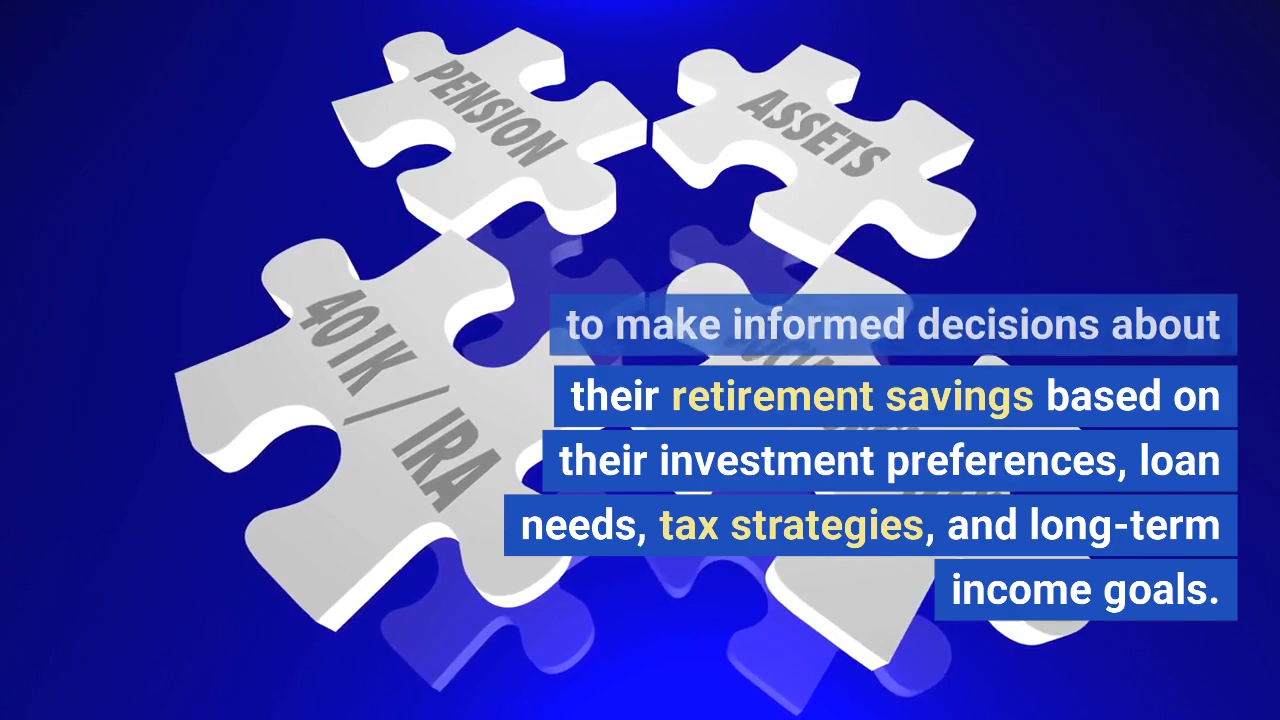 PENSION
ASSETS
401K / IRA
to make informed decisions about
their retirement savings based on
their investment preferences, loan
needs, tax strategies, and long-term
income goals.